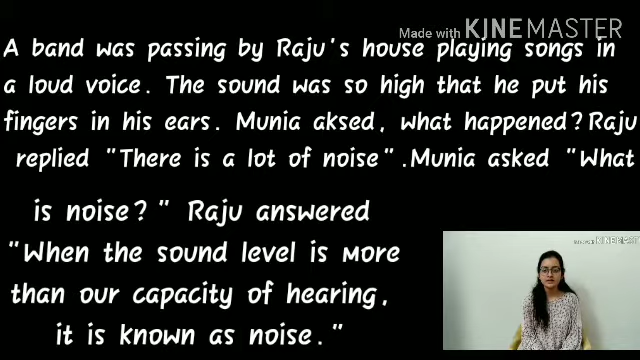 Made with KINEMASTER
A band was passing by Raju's house playing songs in
a loud voice. The sound was so high that he put his
fingers in his ears. Munia aksed, what happened? Raju
replied "There is a lot of noise".Munia asked "What
is noise?" Raju answered
"When the sound level is more
than our capacity of hearing,
it is known as noise."
KINEMAST